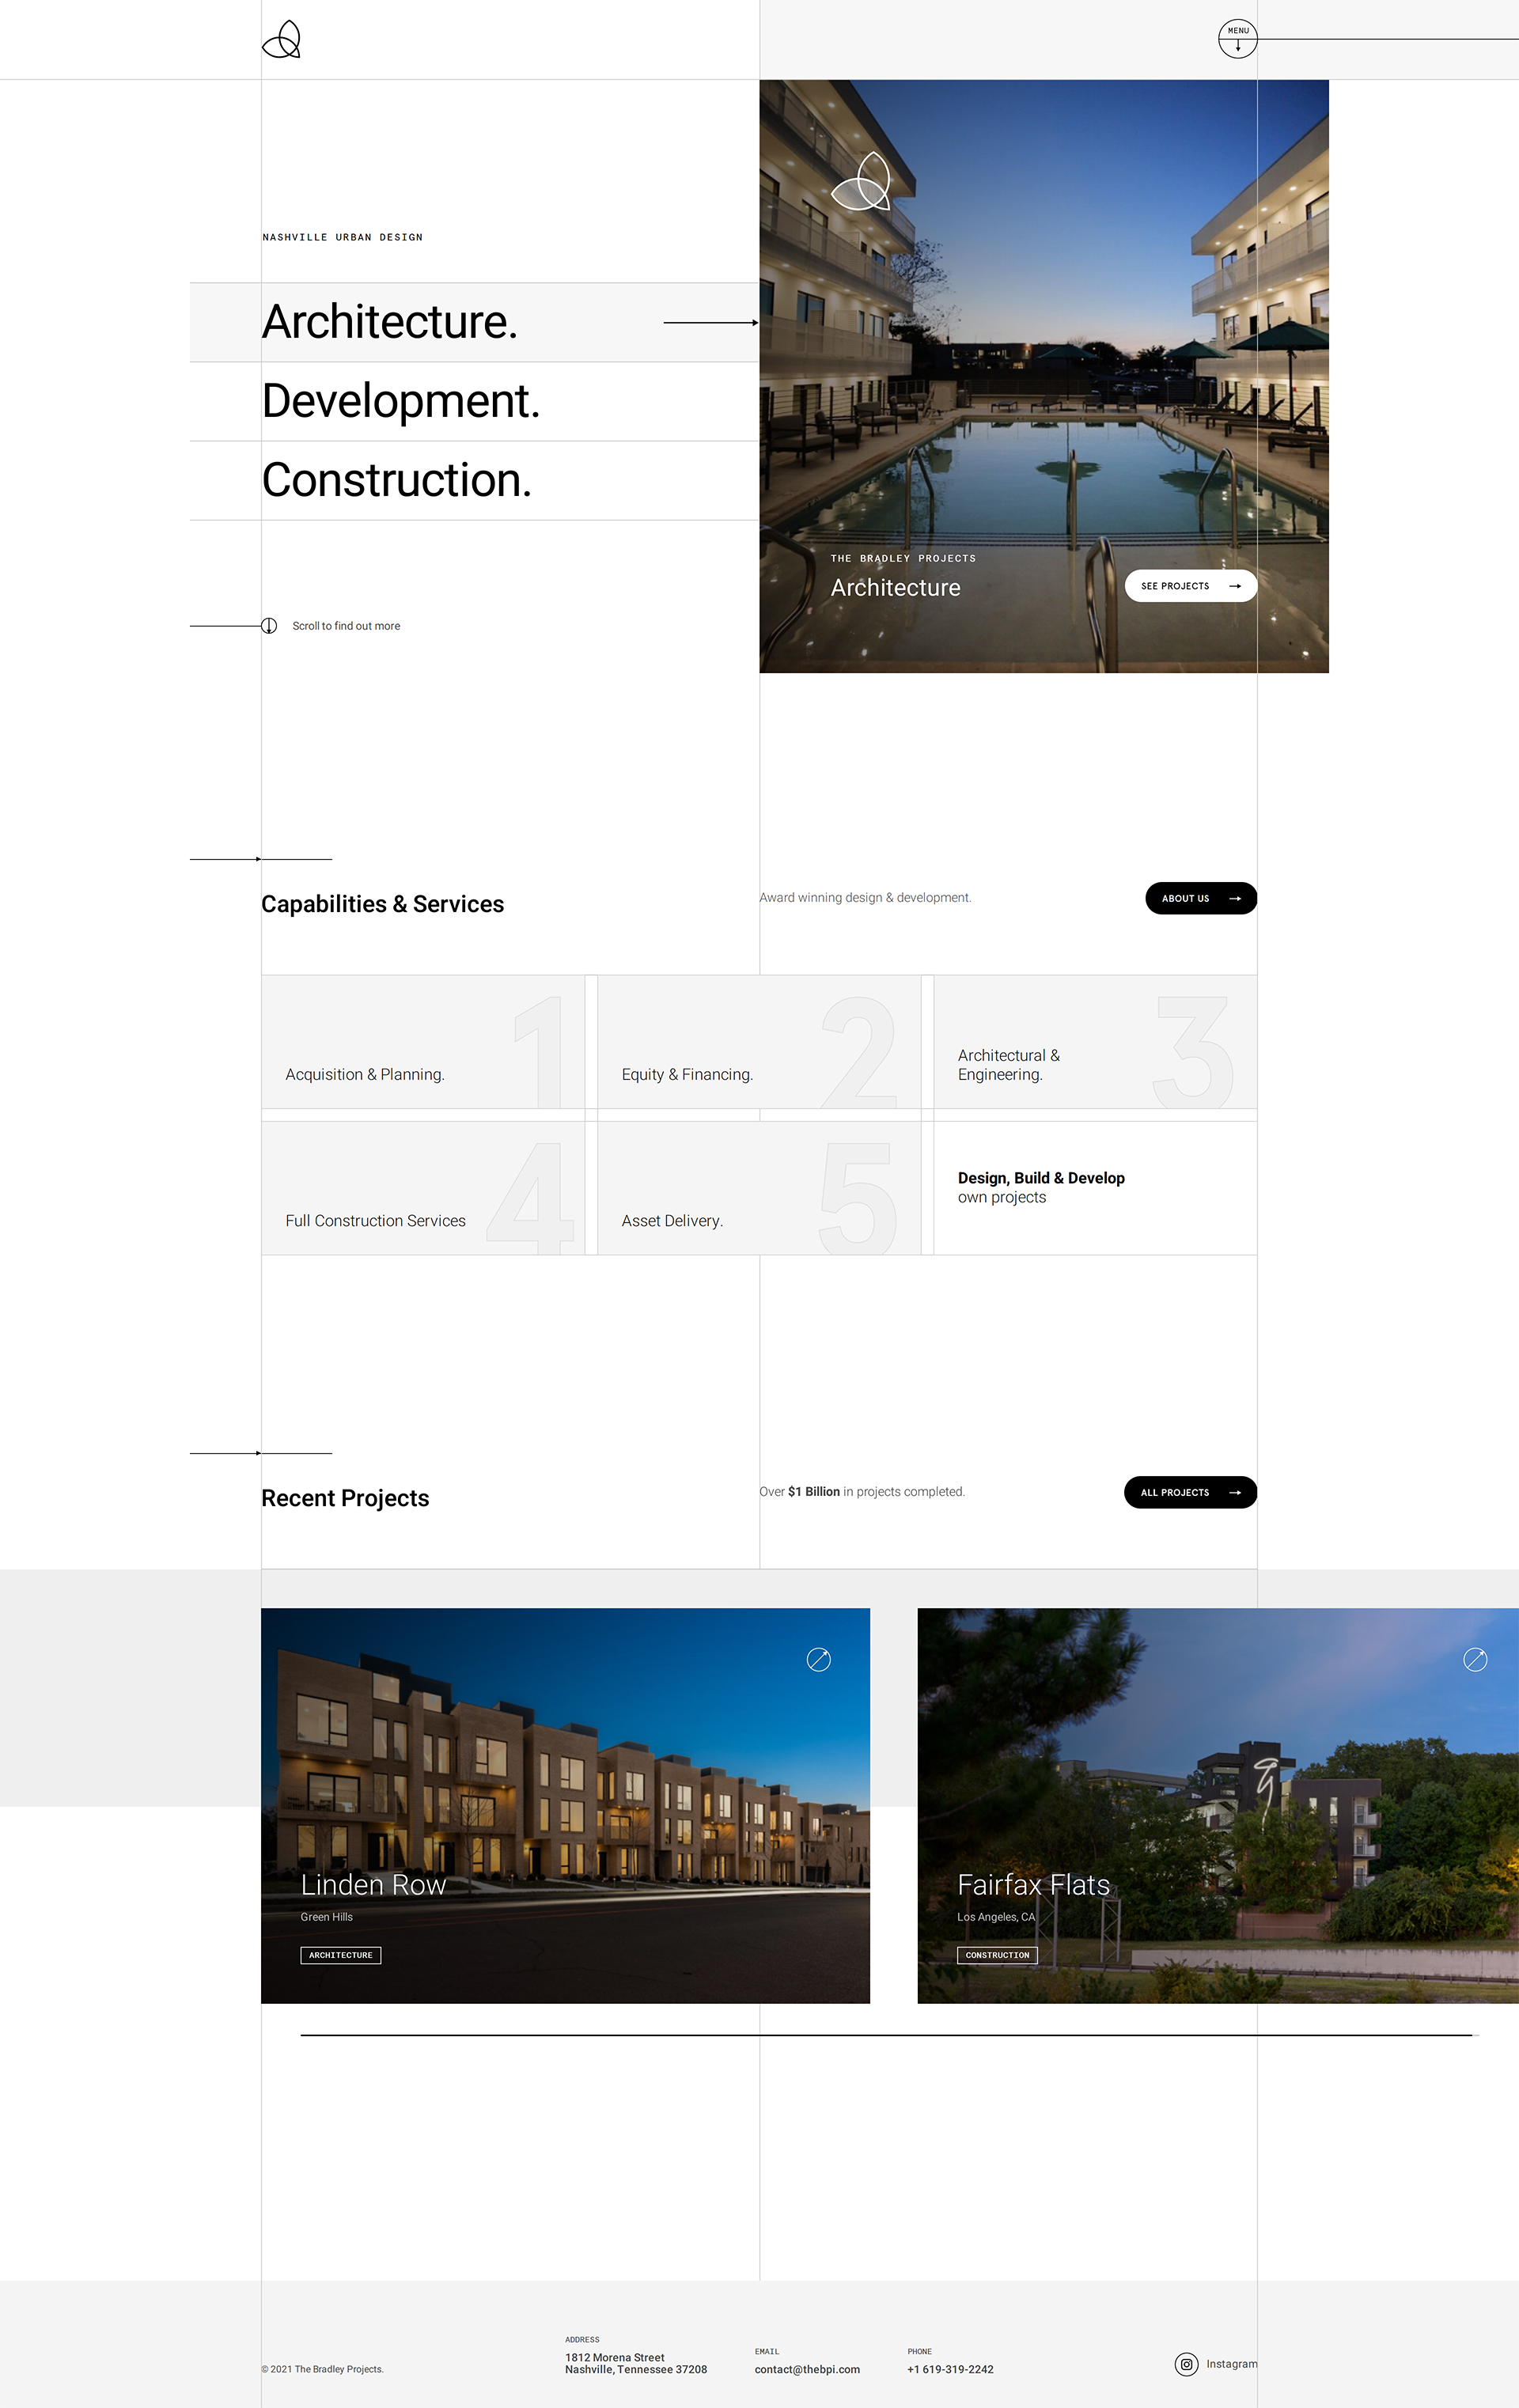 MENU
NASHVILLE URBAN DESIGN
Architecture.
Development.
Construction.
THE BRADLEY PROJECTS
Architecture
SEE PROJECTS
Scroll to find out more
Capabilities & Services
Award winning design & development.
ABOUT US
1
Acquisition & Planning.
2
Equity & Financing.
3
Architectural &
Engineering.
4
Full Construction Services
5
Asset Delivery.
Design, Build & Develop
own projects
Recent Projects
Over $1 Billion in projects completed.
ALL PROJECTS
Linden Row
Green Hills
ARCHITECTURE
Fairfax Flats
Los Angeles, CA
CONSTRUCTION
© 2021 The Bradley Projects.
ADDRESS
1812 Morena Street
Nashville, Tennessee 37208
EMAIL
contact@thebpi.com
PHONE
+1 619-319-2242
Instagram